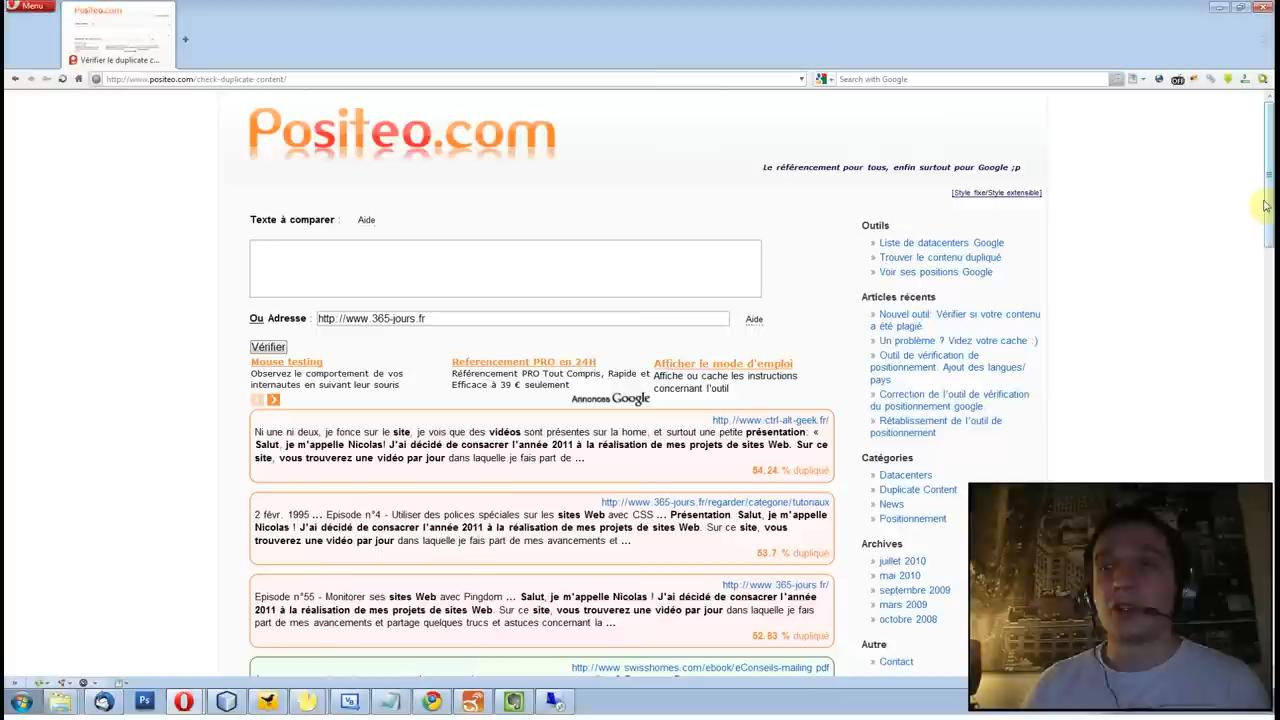 Menu
Positeo.com
Vérifier le duplicate c...
http://www.positeo.com/check-duplicate-content/
Search with Google
OFF
Positeo.com
Le référencement pour tous, enfin surtout pour Google ;p
[Style fixe/Style extensible]
Texte à comparer : Aide
Ou Adresse : http://www.365-jours.fr Aide
Vérifier
Mouse testing
Observez le comportement de vos
internautes en suivant leur souris
Referencement PRO en 24H
Référencement PRO Tout Compris, Rapide et
Efficace à 39 € seulement
Afficher le mode d'emploi
Affiche ou cache les instructions
concernant l'outil
Annonces Google
http://www.ctrl-alt-geek.fr/
Ni une deux, je fonce sur le site, je vois que des vidéos sont présentes sur la home, et surtout une petite présentation: «
Salut, je m'appelle Nicolas! J'ai décidé de consacrer l'année 2011 à la réalisation de mes projets de sites Web. Sur ce
site, vous trouverez une vidéo par jour dans laquelle je fais part de ...
54.24 % dupliqué
http://www.365-jours.fr/regarder/categorie/tutoriaux
2 févr. 1995 ... Episode n°4 - Utiliser des polices spéciales sur les sites Web avec CSS ... Présentation. Salut, je m'appelle
Nicolas ! J'ai décidé de consacrer l'année 2011 à la réalisation de mes projets de sites Web. Sur ce site, vous
trouverez une vidéo par jour dans laquelle je fais part de mes avancements et ...
53.7 % dupliqué
http://www.365-jours.fr/
Episode n°55 - Monitorer ses sites Web avec Pingdom ... Salut, je m'appelle Nicolas ! J'ai décidé de consacrer l'année
2011 à la réalisation de mes projets de sites Web. Sur ce site, vous trouverez une vidéo par jour dans laquelle je fais
part de mes avancements et partage quelques trucs et astuces concernant la ...
52.83 % dupliqué
http://www.swisshomes.com/ebook/eConseils-mailing.pdf
Outils
» Liste de datacenters Google
» Trouver le contenu dupliqué
» Voir ses positions Google
Articles récents
» Nouvel outil: Vérifier si votre contenu
a été plagié
» Un problème ? Videz votre cache :)
» Outil de vérification de
positionnement. Ajout des langues/
pays
» Correction de l'outil de vérification
du positionnement google
» Rétablissement de l'outil de
positionnement
Catégories
» Datacenters
» Duplicate Content
» News
» Positionnement
Archives
» juillet 2010
» mai 2010
» septembre 2009
» mars 2009
» octobre 2008
Autre
» Contact
Ps